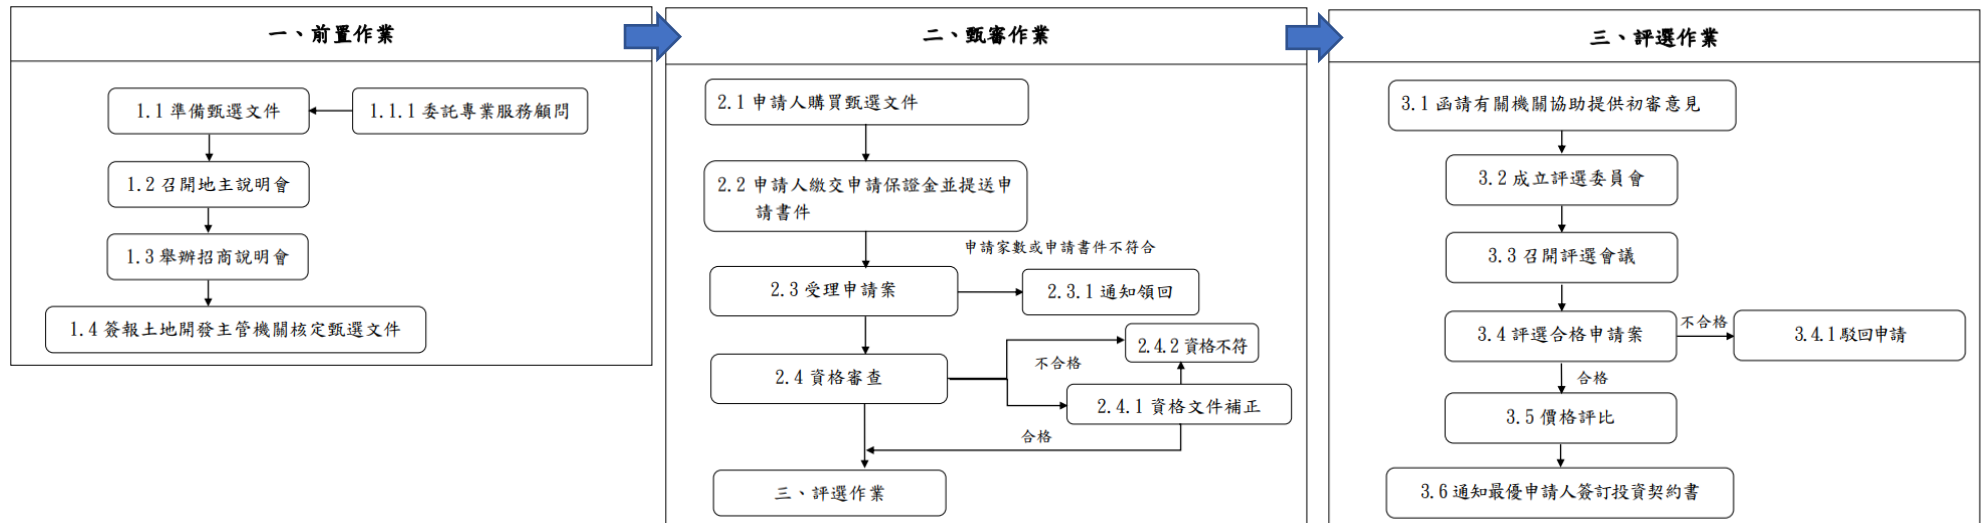 一、前置作業
1.1 準備甄選文件
1.1.1 委託專業服務顧問
1.2 召開地主說明會
1.3 舉辦招商說明會
1.4 簽報土地開發主管機關核定甄選文件
二、甄審作業
2.1 申請人購買甄選文件
2.2 申請人繳交申請保證金並提送申
請書件
申請家數或申請書件不符合
2.3 受理申請案
2.3.1 通知領回
2.4.2 資格不符
不合格
2.4 資格審查
2.4.1 資格文件補正
合格
三、評選作業
三、評選作業
3.1 函請有關機關協助提供初審意見
3.2 成立評選委員會
3.3 召開評選會議
3.4 評選合格申請案
不合格
3.4.1 駁回申請
合格
3.5 價格評比
3.6 通知最優申請人簽訂投資契約書